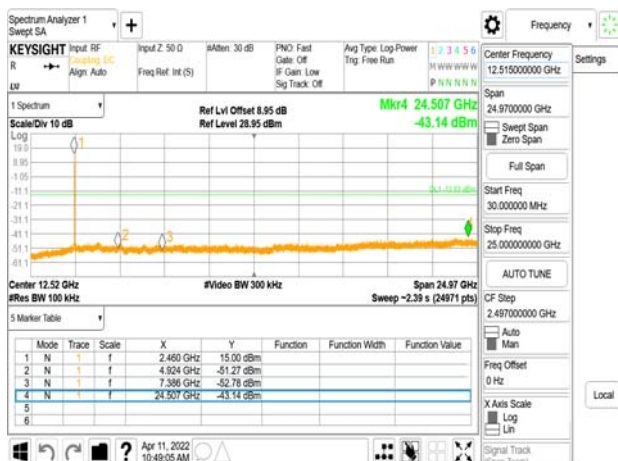 Spectrum Analyzer 1
Swept SA
Frequency
KEYSIGHT
R
Input: RF
Coupling: DC
Align: Auto
Input Z: 50 Ω
Freq Ref: Int (S)
#Atten: 30 dB
PNO: Fast
Gate: Off
IF Gain: Low
Sig Track: Off
Avg Type: Log-Power
Trig: Free Run
1 2 3 4 5 6
M W W W W W
P N N N N N
Settings
Center Frequency
12.515000000 GHz
Span
24.9700000 GHz
Swept Span
Zero Span
Full Span
Start Freq
30.000000 MHz
Stop Freq
25.000000000 GHz
AUTO TUNE
CF Step
2.497000000 GHz
Auto
Man
Freq Offset
0 Hz
X Axis Scale
Log
Lin
Signal Track
Local
1 Spectrum
Scale/Div 10 dB
Ref Lvl Offset 8.95 dB
Ref Level 28.95 dBm
Mkr4 24.507 GHz
-43.14 dBm
Log
19.0
8.95
-1.05
-11.1
-21.1
-31.1
-41.1
-51.1
-61.1
1
2
3
Center 12.52 GHz
#Res BW 100 kHz
#Video BW 300 kHz
Span 24.97 GHz
Sweep ~2.39 s (24971 pts)
5 Marker Table
Mode Trace Scale X Y Function Function Width Function Value
1 N 1 f 2.460 GHz 15.00 dBm
2 N 1 f 4.924 GHz -51.27 dBm
3 N 1 f 7.386 GHz -52.78 dBm
4 N 1 f 24.507 GHz -43.14 dBm
5
6
Apr 11, 2022
10:49:05 AM